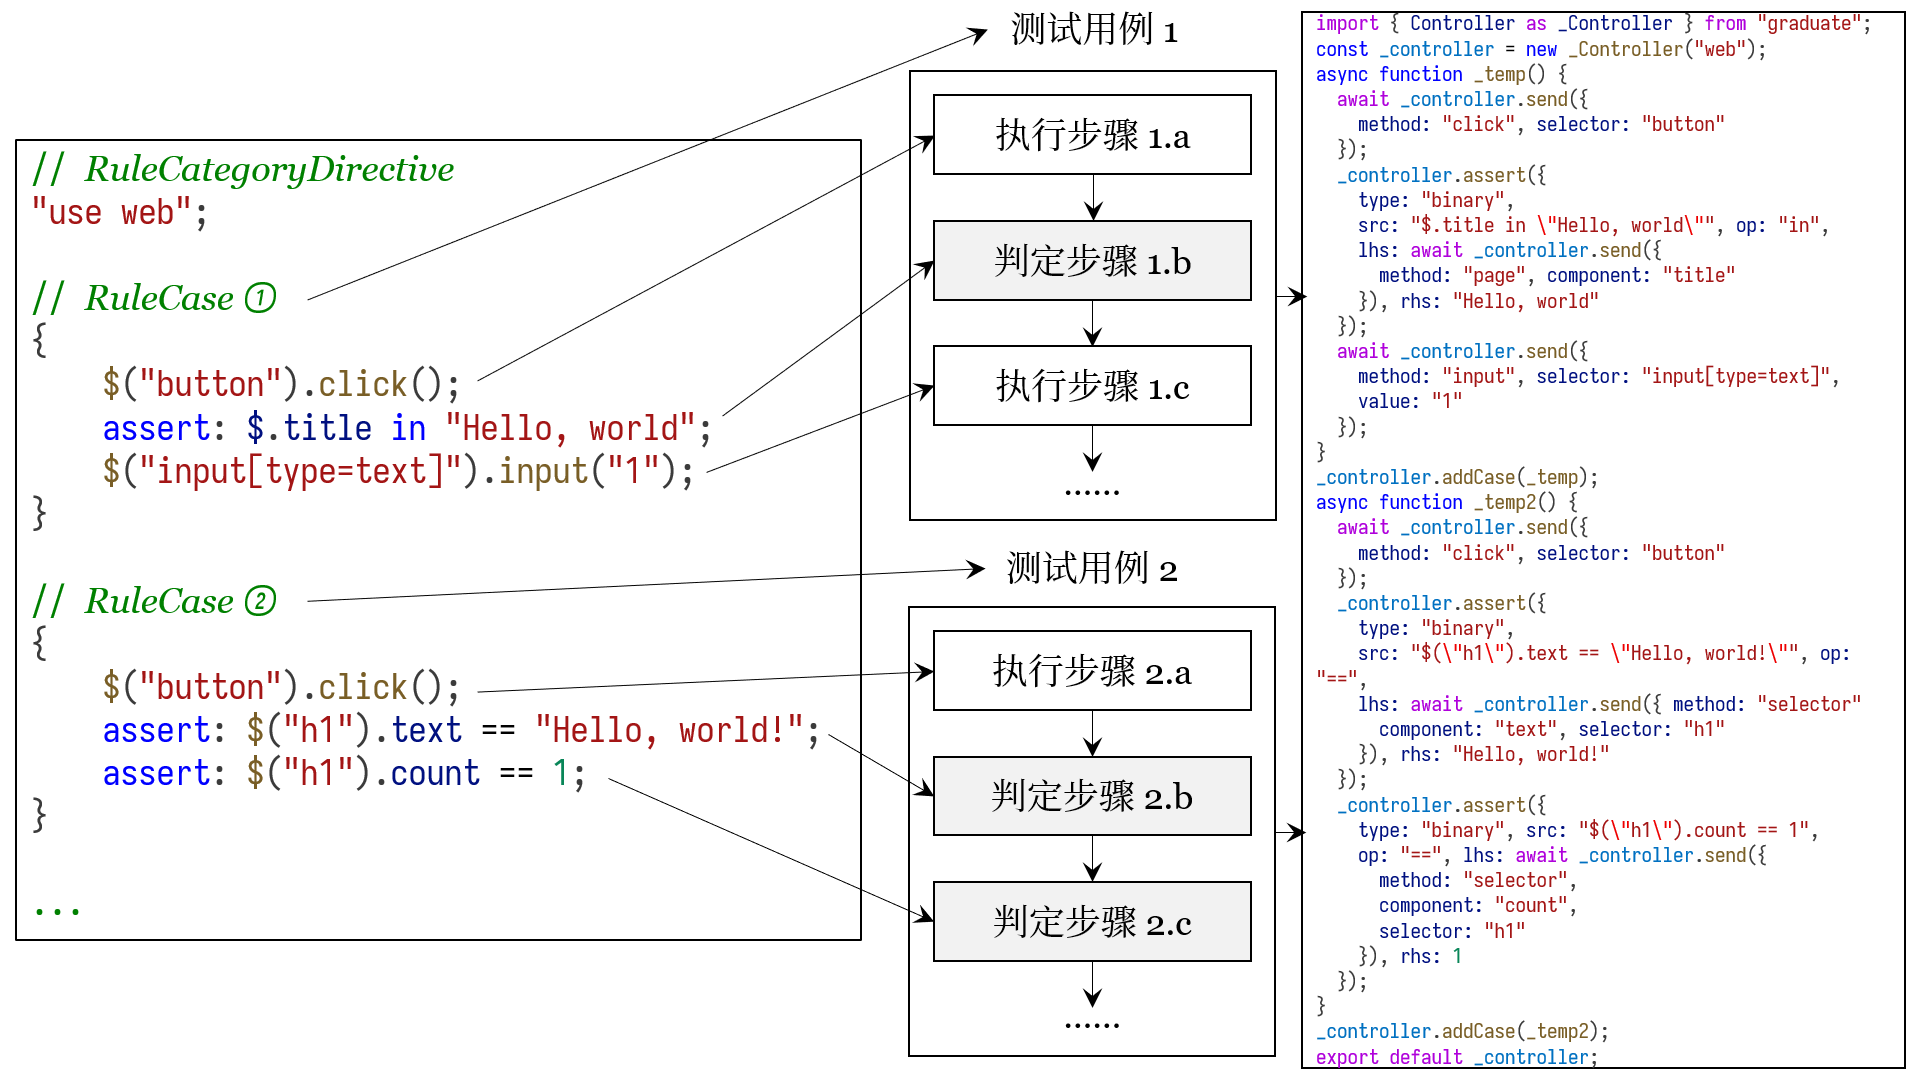 // RuleCategoryDirective
"use web";
// RuleCase ①
{
$("button").click();
assert: $.title in "Hello, world";
$("input[type=text]").input("1");
}
// RuleCase ②
{
$("button").click();
assert: $("h1").text == "Hello, world!";
assert: $("h1").count == 1;
}
...
测试用例 1
执行步骤 1.a
判定步骤 1.b
执行步骤 1.c
......
测试用例 2
执行步骤 2.a
判定步骤 2.b
判定步骤 2.c
......
import { Controller as _Controller } from "graduate";
const _controller = new _Controller("web");
async function _temp() {
await _controller.send({
method: "click", selector: "button"
});
_controller.assert({
type: "binary",
src: "$.title in \"Hello, world\"", op: "in",
lhs: await _controller.send({
method: "page", component: "title"
}), rhs: "Hello, world"
});
await _controller.send({
method: "input", selector: "input[type=text]",
value: "1"
});
}
_controller.addCase(_temp);
async function _temp2() {
await _controller.send({
method: "click", selector: "button"
});
_controller.assert({
type: "binary",
src: "$(\"h1\").text == \"Hello, world!\"", op:
"==",
lhs: await _controller.send({ method: "selector"
component: "text", selector: "h1"
}), rhs: "Hello, world!"
});
_controller.assert({
type: "binary", src: "$(\"h1\").count == 1",
op: "==", lhs: await _controller.send({
method: "selector",
component: "count",
selector: "h1"
}), rhs: 1
});
}
_controller.addCase(_temp2);
export default _controller;